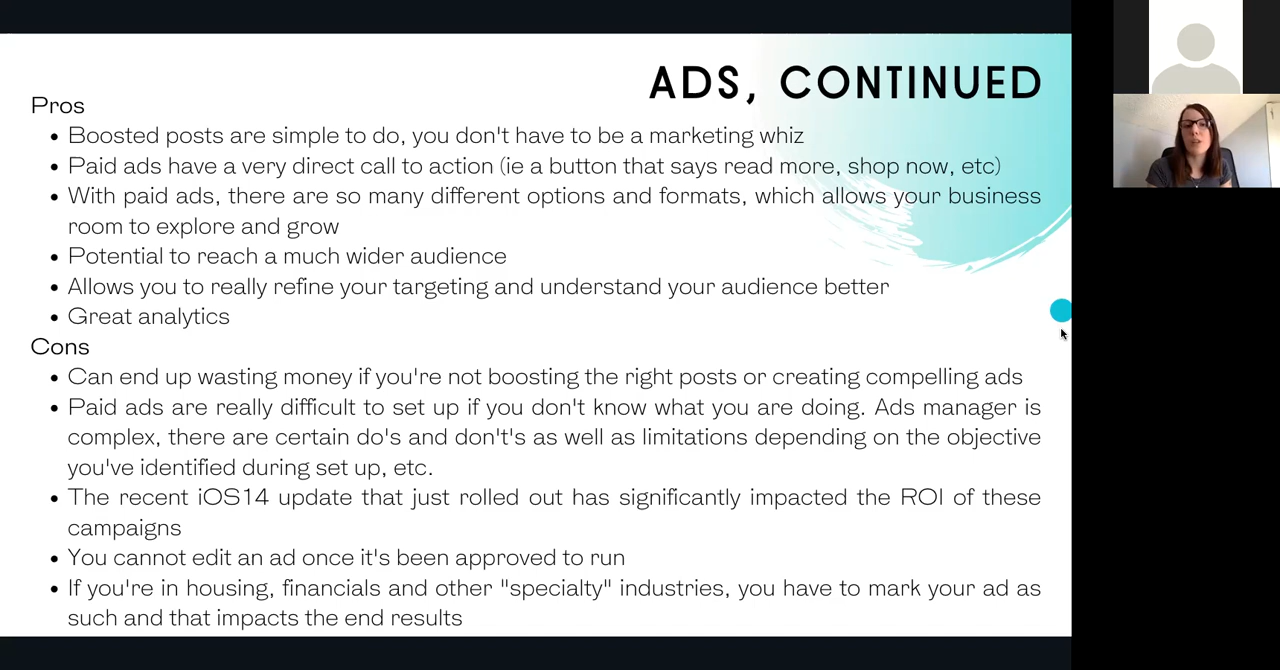 ADS, CONTINUED
Pros
• Boosted posts are simple to do, you don't have to be a marketing whiz
• Paid ads have a very direct call to action (ie a button that says read more, shop now, etc)
• With paid ads, there are so many different options and formats, which allows your business
room to explore and grow
• Potential to reach a much wider audience
• Allows you to really refine your targeting and understand your audience better
• Great analytics
Cons
• Can end up wasting money if you're not boosting the right posts or creating compelling ads
• Paid ads are really difficult to set up if you don't know what you are doing. Ads manager is
complex, there are certain do's and don't's as well as limitations depending on the objective
you've identified during set up, etc.
• The recent iOS14 update that just rolled out has significantly impacted the ROI of these
campaigns
• You cannot edit an ad once it's been approved to run
• If you're in housing, financials and other "specialty" industries, you have to mark your ad as
such and that impacts the end results